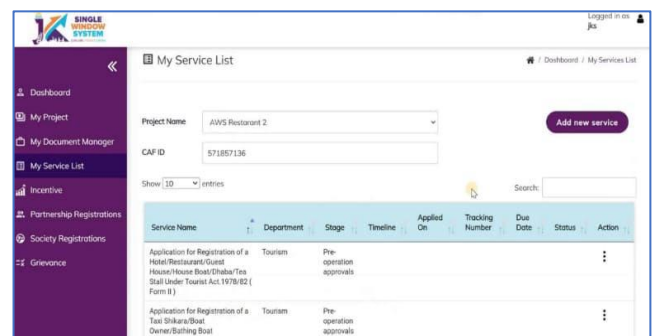 SINGLE
WINDOW
SYSTEM
Logged in as
jks
My Service List
/ Dashboard / My Services List
Dashboard
My Project
My Document Manager
My Service List
Incentive
Partnership Registrations
Society Registrations
Grievance
Project Name AWS Restorant 2
Add new service
CAF ID 571857136
Show 10 entries
Search:
Service Name Department Stage Timeline Applied On Tracking Number Due Date Status Action
Application for Registration of a Tourism Pre-
Hotel/Restaurant/Guest operation
House/House Boat/Dhaba/Tea approvals
Stall Under Tourist Act.1978/82 (
Form II )
Application for Registration of a Tourism Pre-
Taxi Shikara/Boat operation
Owner/Bathing Boat approvals